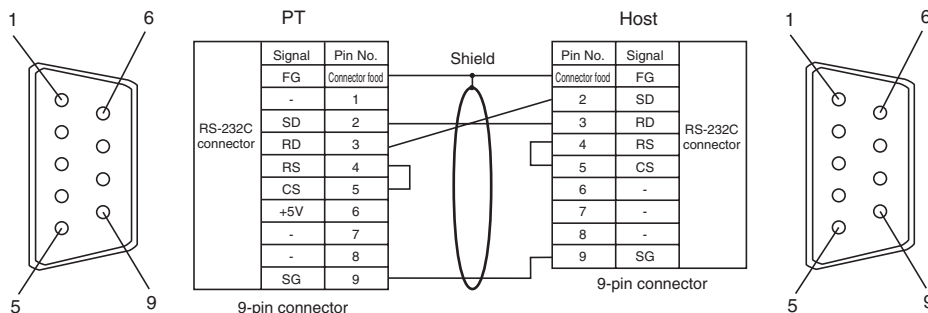 PT
Host
1
6
Signal
Pin No.
FG
Connector food
-
1
SD
2
RD
3
RS
4
CS
5
+5V
6
-
7
-
8
SG
9
RS-232C
connector
9-pin connector
5
9
Shield
Pin No.
Signal
Connector food
FG
2
SD
3
RD
4
RS
5
CS
6
-
7
-
8
-
9
SG
RS-232C
connector
9-pin connector
1
6
5
9